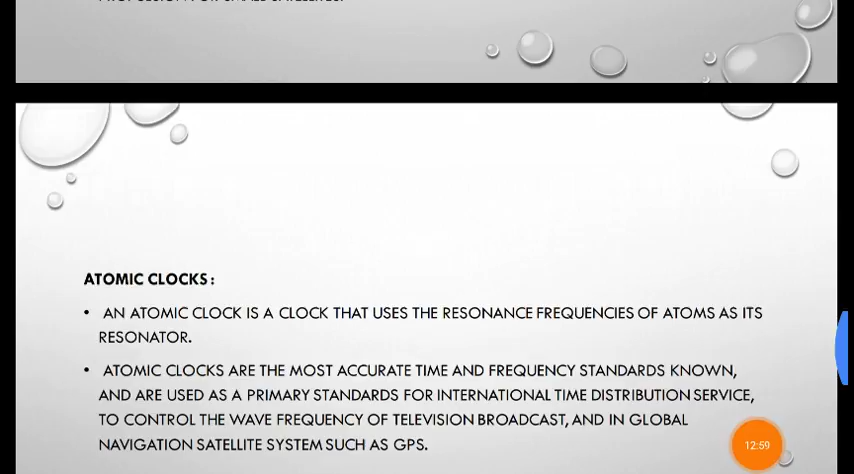 ATOMIC CLOCKS:
• AN ATOMIC CLOCK IS A CLOCK THAT USES THE RESONANCE FREQUENCIES OF ATOMS AS ITS
RESONATOR.
• ATOMIC CLOCKS ARE THE MOST ACCURATE TIME AND FREQUENCY STANDARDS KNOWN,
AND ARE USED AS A PRIMARY STANDARDS FOR INTERNATIONAL TIME DISTRIBUTION SERVICE,
TO CONTROL THE WAVE FREQUENCY OF TELEVISION BROADCAST, AND IN GLOBAL
NAVIGATION SATELLITE SYSTEM SUCH AS GPS.
12:59